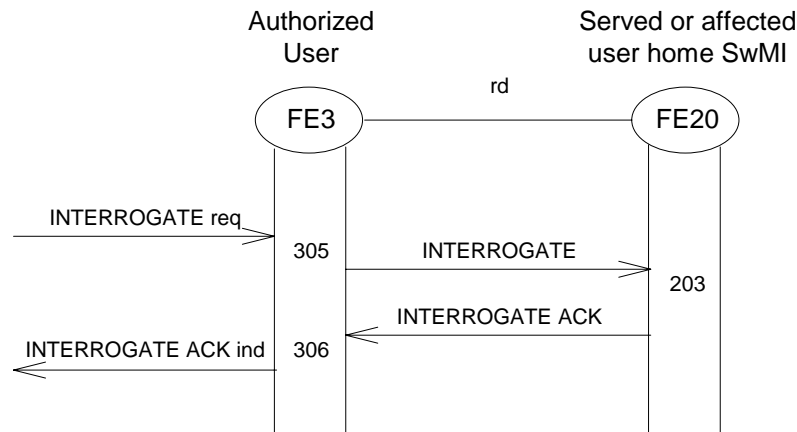 Authorized
User
Served or affected
user home SwMI
rd
FE3
FE20
INTERROGATE req
305
INTERROGATE
203
INTERROGATE ACK
INTERROGATE ACK ind
306